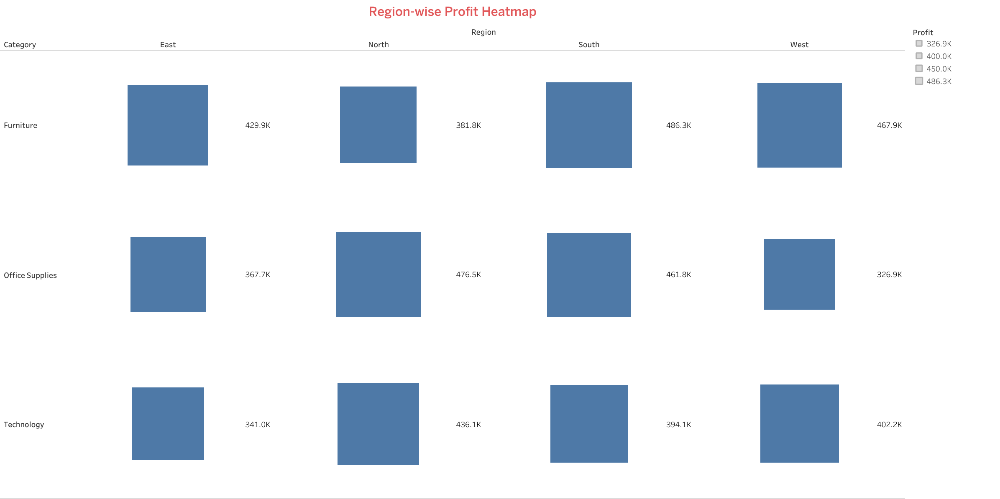 Region-wise Profit Heatmap
Region
Category East North South West
Furniture 429.9K 381.8K 486.3K 467.9K
Office Supplies 367.7K 476.5K 461.8K 326.9K
Technology 341.0K 436.1K 394.1K 402.2K
Profit
326.9K
400.0K
450.0K
486.3K